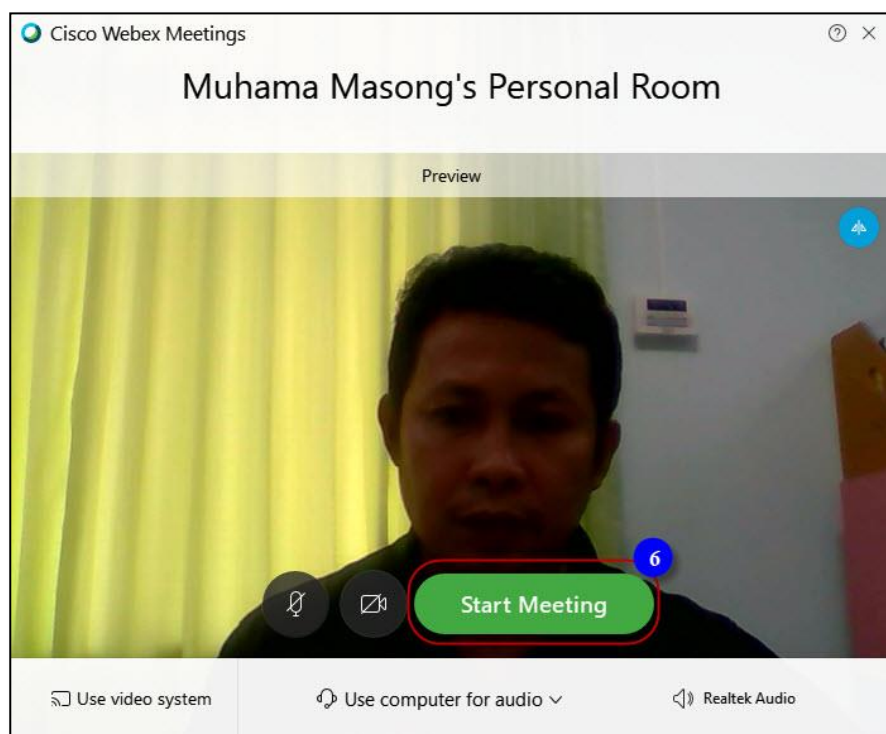 Cisco Webex Meetings
Muhama Masong's Personal Room
Preview
6
Start Meeting
Use video system
Use computer for audio
Realtek Audio